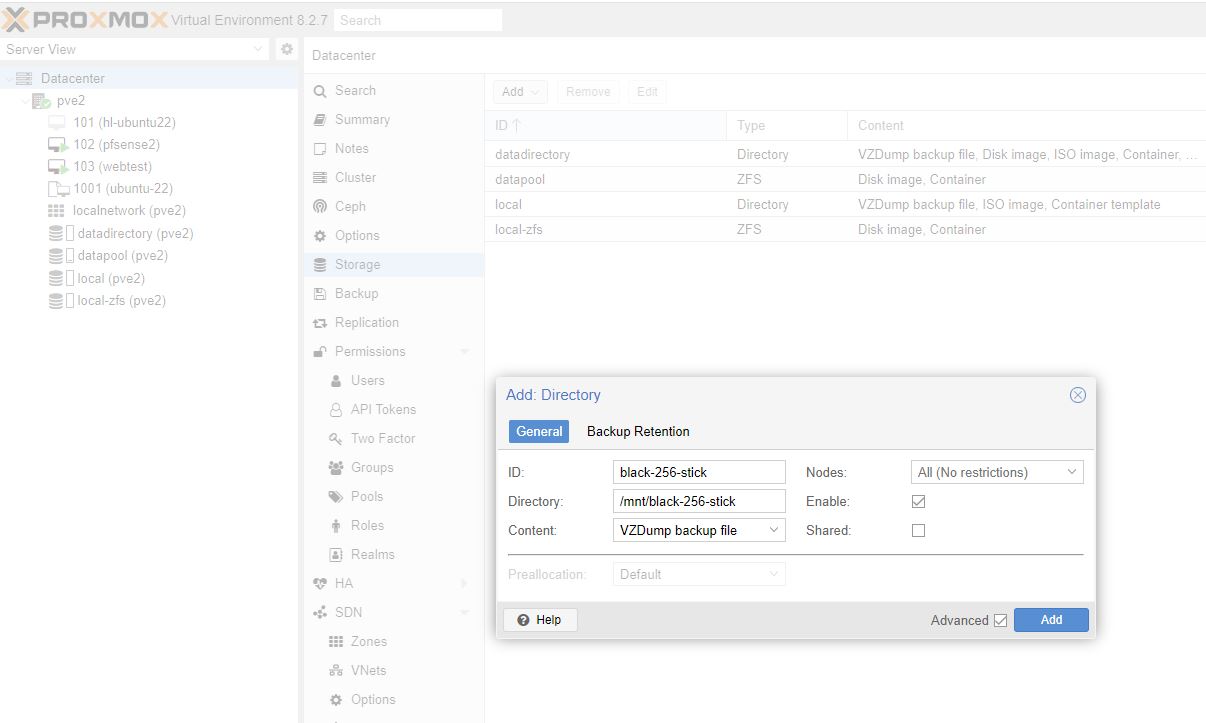 PROXMOX Virtual Environment 8.2.7 Search
Server View
Datacenter
pve2
101 (hl-ubuntu22)
102 (pfsense2)
103 (webtest)
1001 (ubuntu-22)
localnetwork (pve2)
datadirectory (pve2)
datapool (pve2)
local (pve2)
local-zfs (pve2)
Datacenter
Search
Summary
Notes
Cluster
Ceph
Options
Storage
Backup
Replication
Permissions
Users
API Tokens
Two Factor
Groups
Pools
Roles
Realms
HA
SDN
Zones
VNets
Options
Add Remove Edit
ID Type Content
datadirectory Directory VZDump backup file, Disk image, ISO image, Container, ...
datapool ZFS Disk image, Container
local Directory VZDump backup file, ISO image, Container template
local-zfs ZFS Disk image, Container
Add: Directory
General Backup Retention
ID: black-256-stick Nodes: All (No restrictions)
Directory: /mnt/black-256-stick Enable:
Content: VZDump backup file Shared:
Preallocation: Default
Help Advanced Add